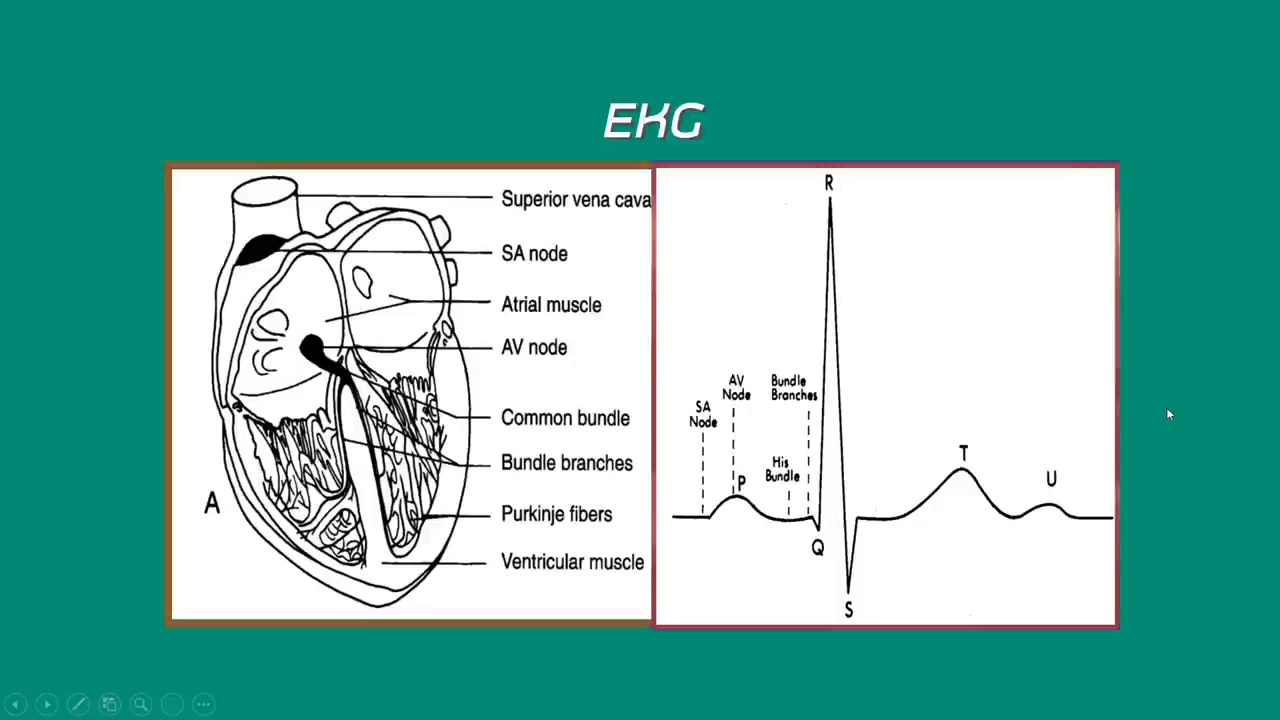 EKG
Superior vena cava
SA node
Atrial muscle
AV node
Common bundle
Bundle branches
Purkinje fibers
Ventricular muscle
A
R
AV
Node
Bundle
Branches
SA
Node
His
Bundle
P
Q
S
T
U